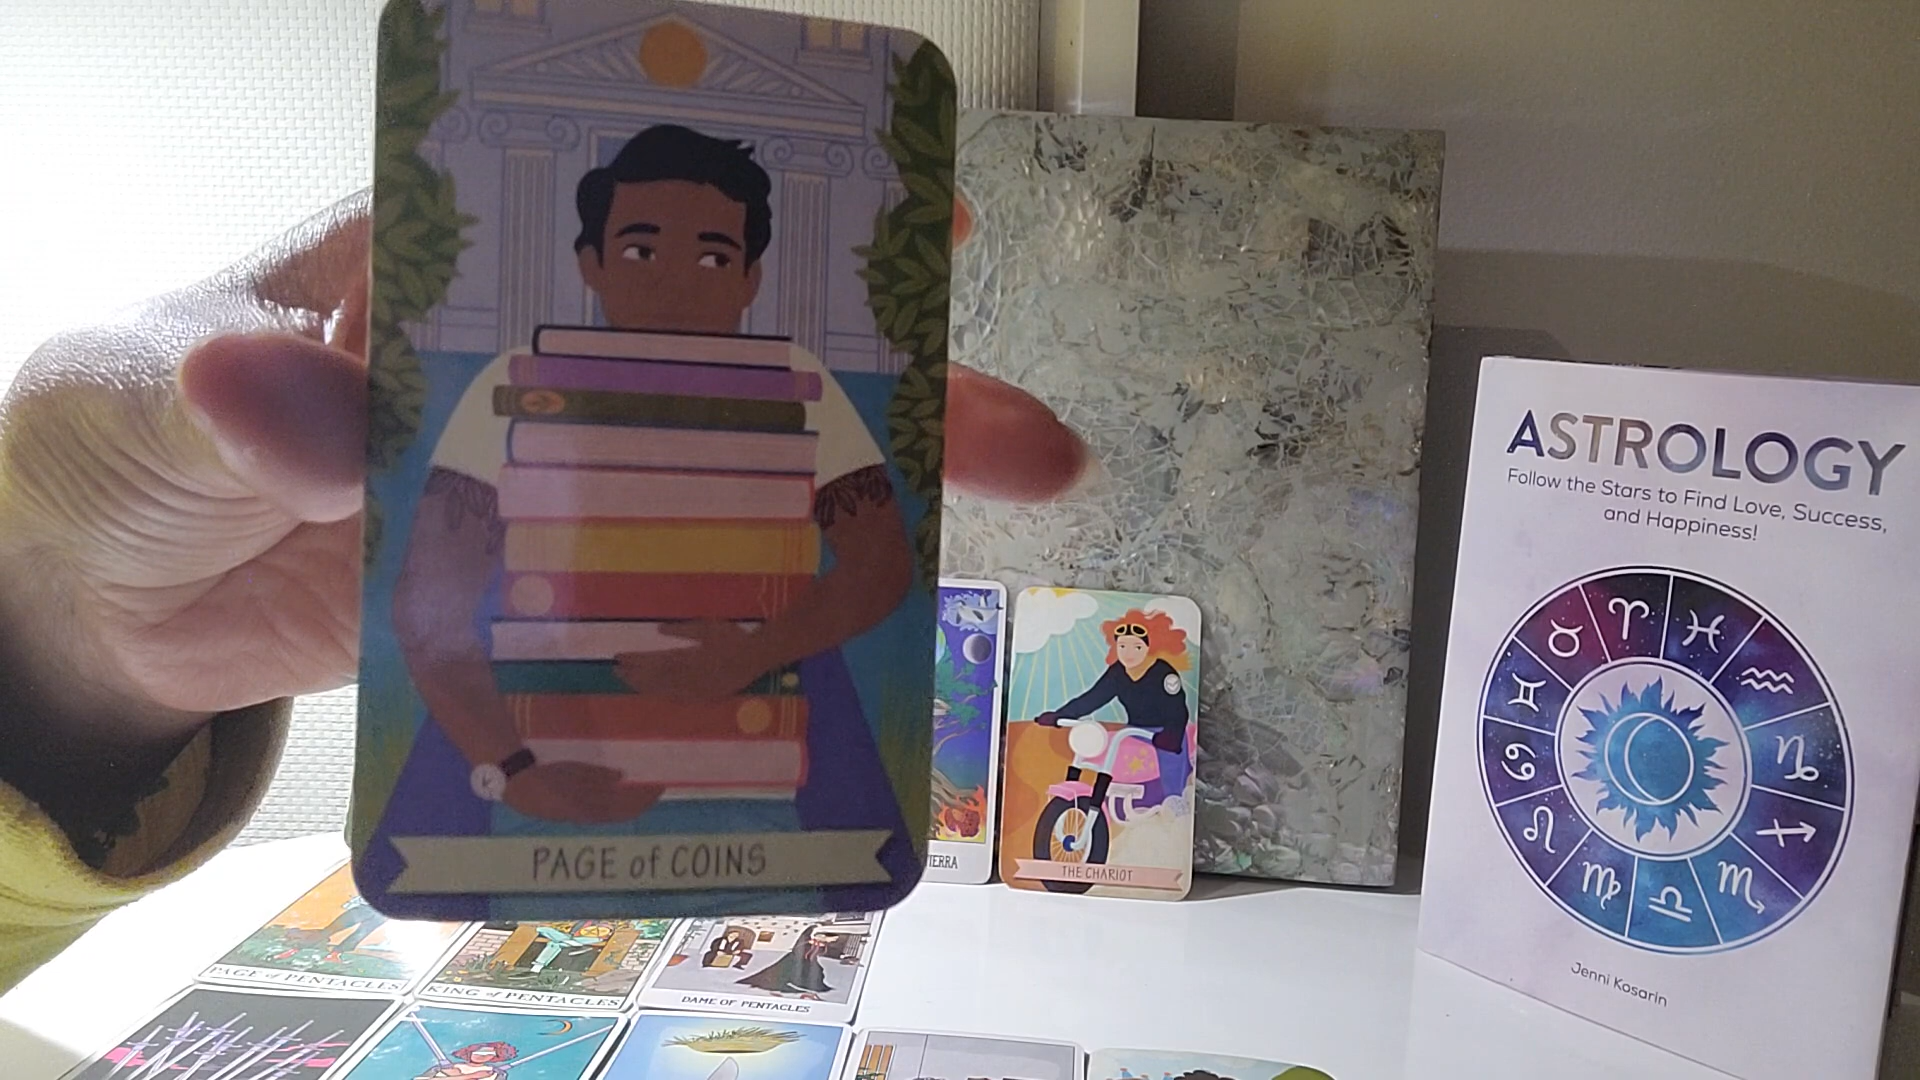 PAGE of COINS
ASTROLOGY
Follow the Stars to Find Love, Success,
and Happiness!
Jenni Kosarin
TIERRA
THE CHARIOT
PAGE of PENTACLES
KING of PENTACLES
DAME OF PENTACLES